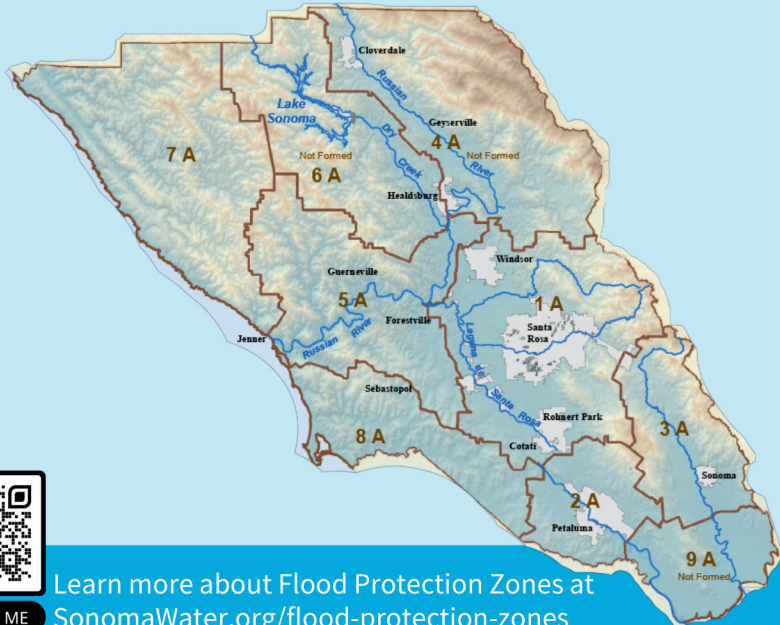 Cloverdale
Russian
River
Lake
Sonoma
Geyserville
4 A
Not Formed
Dry
Creek
7 A
Not Formed
6 A
Healdsburg
Windsor
Guerneville
5 A
1 A
Forestville
Santa
Rosa
Jenner
Russian
River
Laguna de
Santa Rosa
Sebastopol
Rohnert Park
3 A
8 A
Cotati
Sonoma
2 A
Petaluma
9 A
Not Formed
Learn more about Flood Protection Zones at
ME
SonomaWater.org/flood-protection-zones